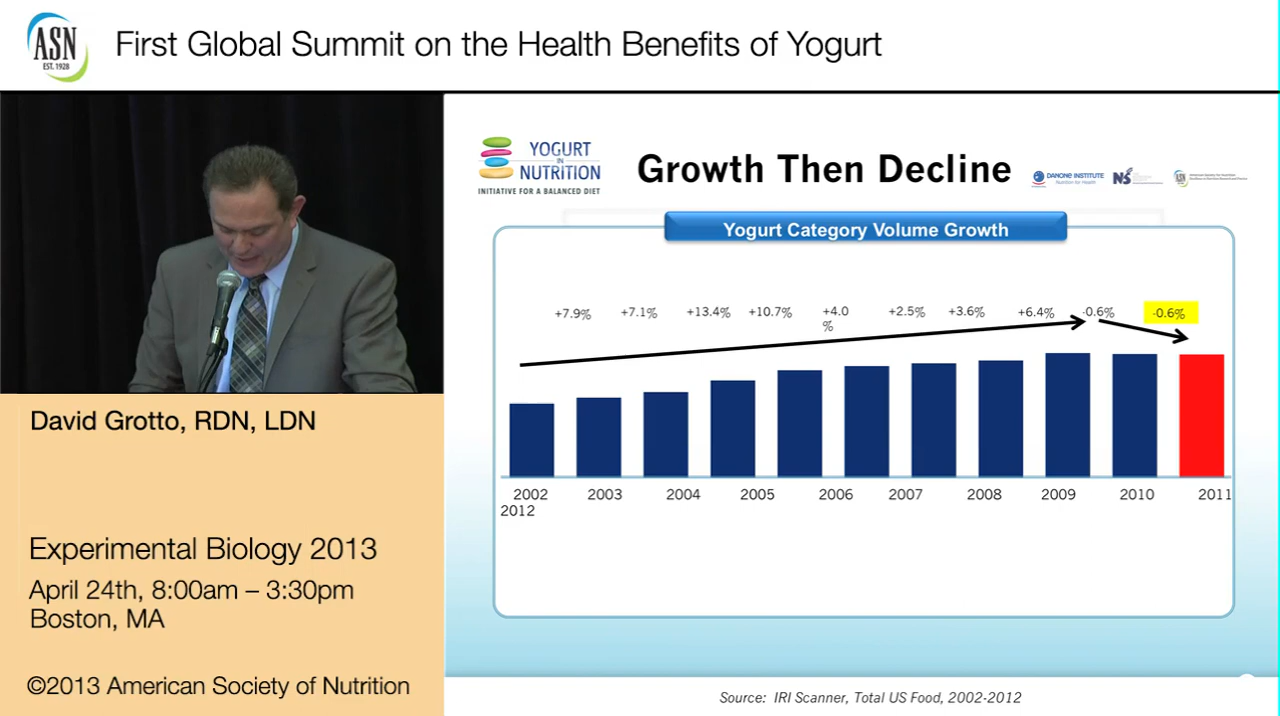 ASN
EST. 1928
First Global Summit on the Health Benefits of Yogurt
YOGURT
IN
NUTRITION
INITIATIVE FOR A BALANCED DIET
Growth Then Decline
DANONE INSTITUTE
Nutrition for Health
NS
ASN
Yogurt Category Volume Growth
+7.9% +7.1% +13.4% +10.7% +4.0 +2.5% +3.6% +6.4% -0.6% -0.6%
%
2002 2003 2004 2005 2006 2007 2008 2009 2010 2011
2012
David Grotto, RDN, LDN
Experimental Biology 2013
April 24th, 8:00am – 3:30pm
Boston, MA
©2013 American Society of Nutrition
Source: IRI Scanner, Total US Food, 2002-2012